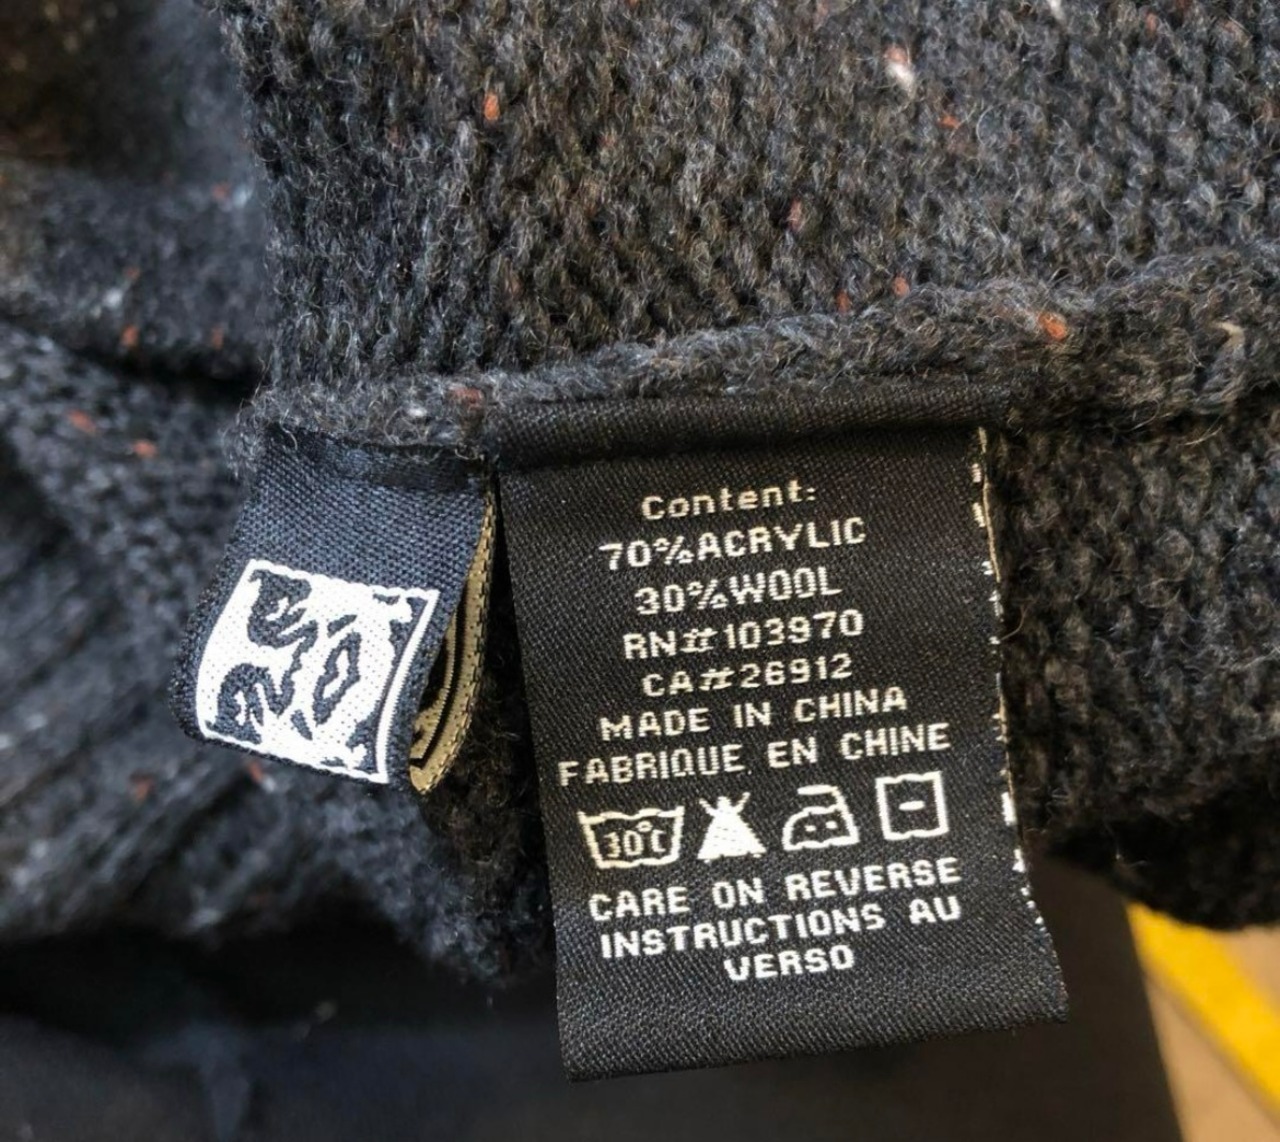 Content:
70%ACRYLIC
30%WOOL
RN#103970
CA#26912
MADE IN CHINA
FABRIQUE EN CHINE
30℃
CARE ON REVERSE
INSTRUCTIONS AU
VERSO